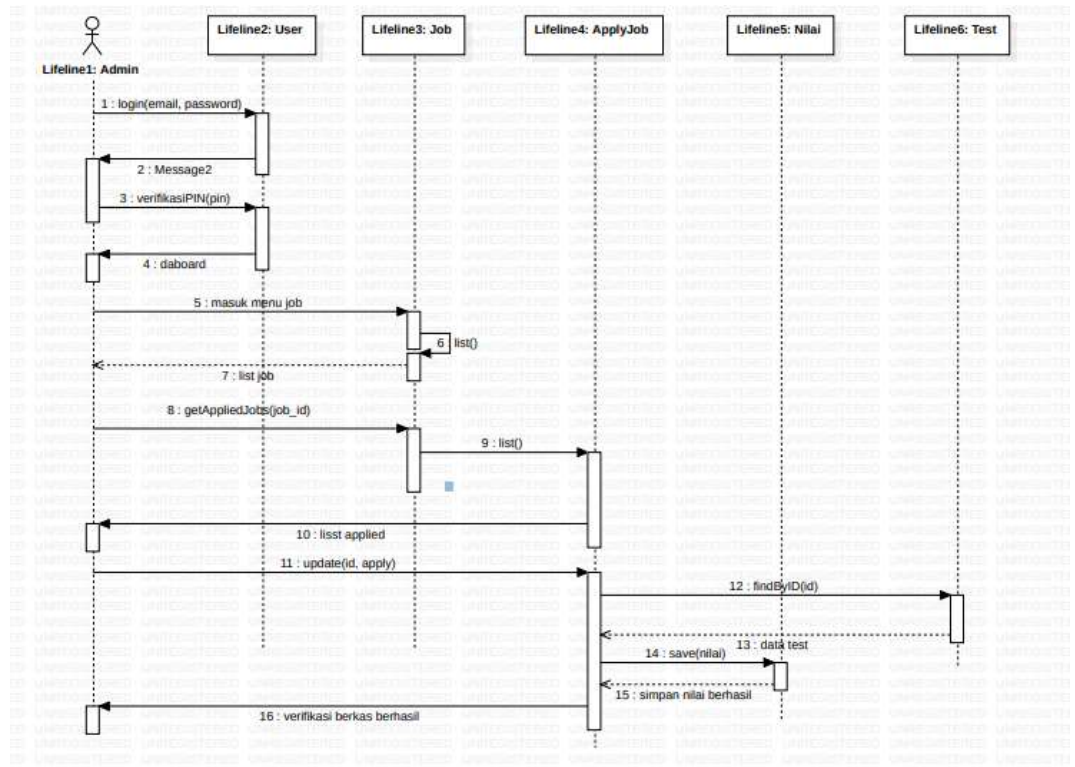 Lifeline2: User
Lifeline3: Job
Lifeline4: ApplyJob
Lifeline5: Nilai
Lifeline6: Test
Lifeline1: Admin
1 : login(email, password)
2 : Message2
3 : verifikasiPIN(pin)
4 : daboard
5 : masuk menu job
6 : list()
7 : list job
8 : getAppliedJobs(job_id)
9 : list()
10 : lisst applied
11 : update(id, apply)
12 : findByID(id)
13 : data test
14 : save(nilai)
15 : simpan nilai berhasil
16 : verifikasi berkas berhasil